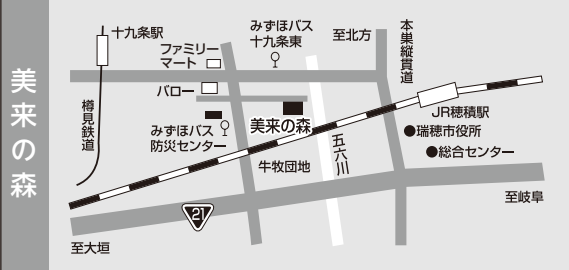 美来の森
十九条駅
ファミリー
マート
みずほバス
十九条東
至北方
本巣縦貫道
バロー
樽見鉄道
みずほバス
防災センター
美来の森
JR穂積駅
瑞穂市役所
総合センター
五六川
牛牧団地
21
至岐阜
至大垣